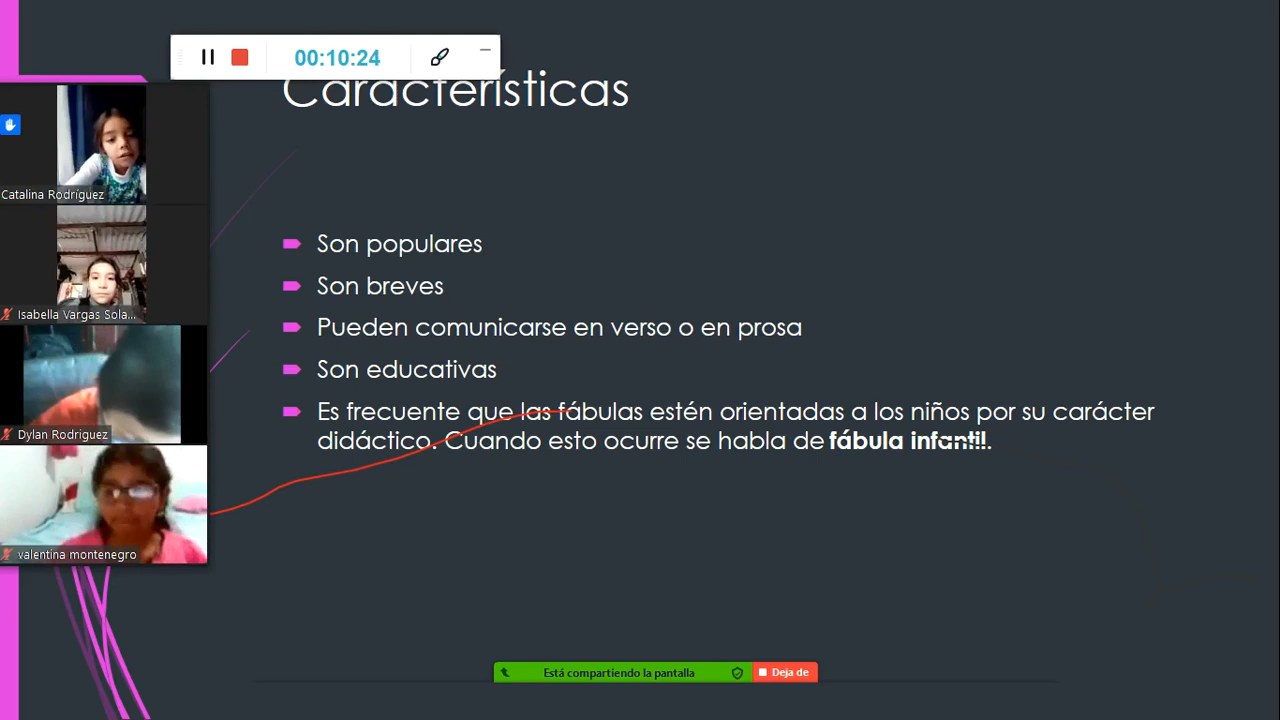 00:10:24
Características
Catalina Rodríguez
Isabella Vargas Sola...
Dylan Rodriguez
valentina montenegro
Son populares
Son breves
Pueden comunicarse en verso o en prosa
Son educativas
Es frecuente que las fábulas estén orientadas a los niños por su carácter
didáctico. Cuando esto ocurre se habla de fábula infantil.
Está compartiendo la pantalla
Deja de